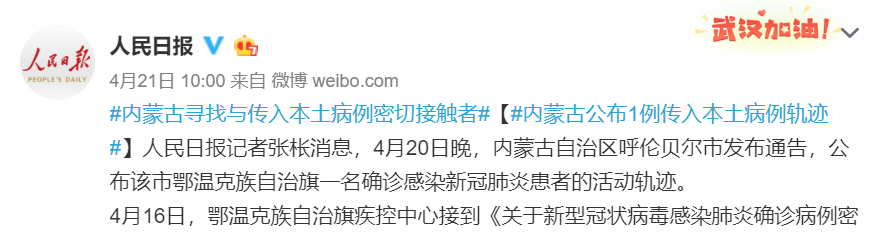 武汉加油!
人民日报
人民日报
PEOPLE'S DAILY
4月21日 10:00 来自 微博 weibo.com
#内蒙古寻找与传入本土病例密切接触者#【#内蒙古公布1例传入本土病例轨迹
#】人民日报记者张枨消息，4月20日晚，内蒙古自治区呼伦贝尔市发布通告，公
布该市鄂温克族自治旗一名确诊感染新冠肺炎患者的活动轨迹。
4月16日，鄂温克族自治旗疾控中心接到《关于新型冠状病毒感染肺炎确诊病例密